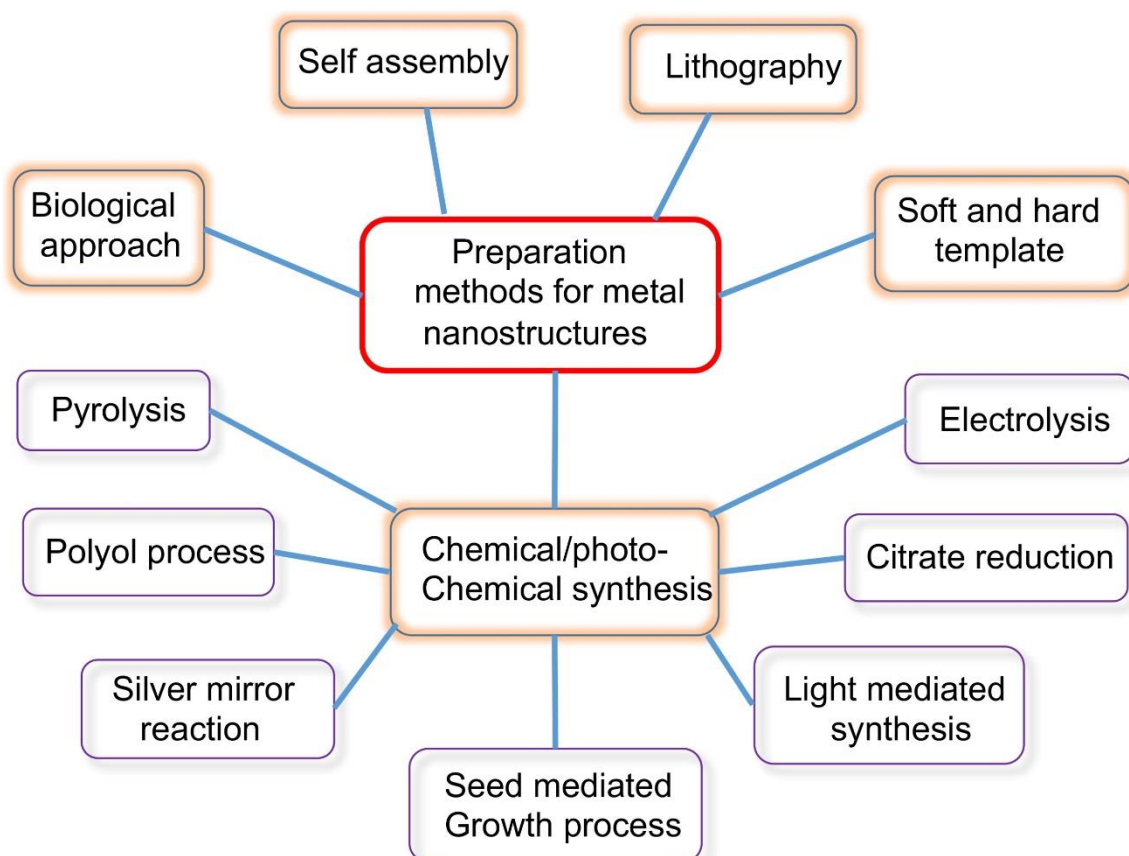 Self assembly
Lithography
Biological
approach
Soft and hard
template
Preparation
methods for metal
nanostructures
Pyrolysis
Electrolysis
Polyol process
Chemical/photo-
Chemical synthesis
Citrate reduction
Silver mirror
reaction
Light mediated
synthesis
Seed mediated
Growth process